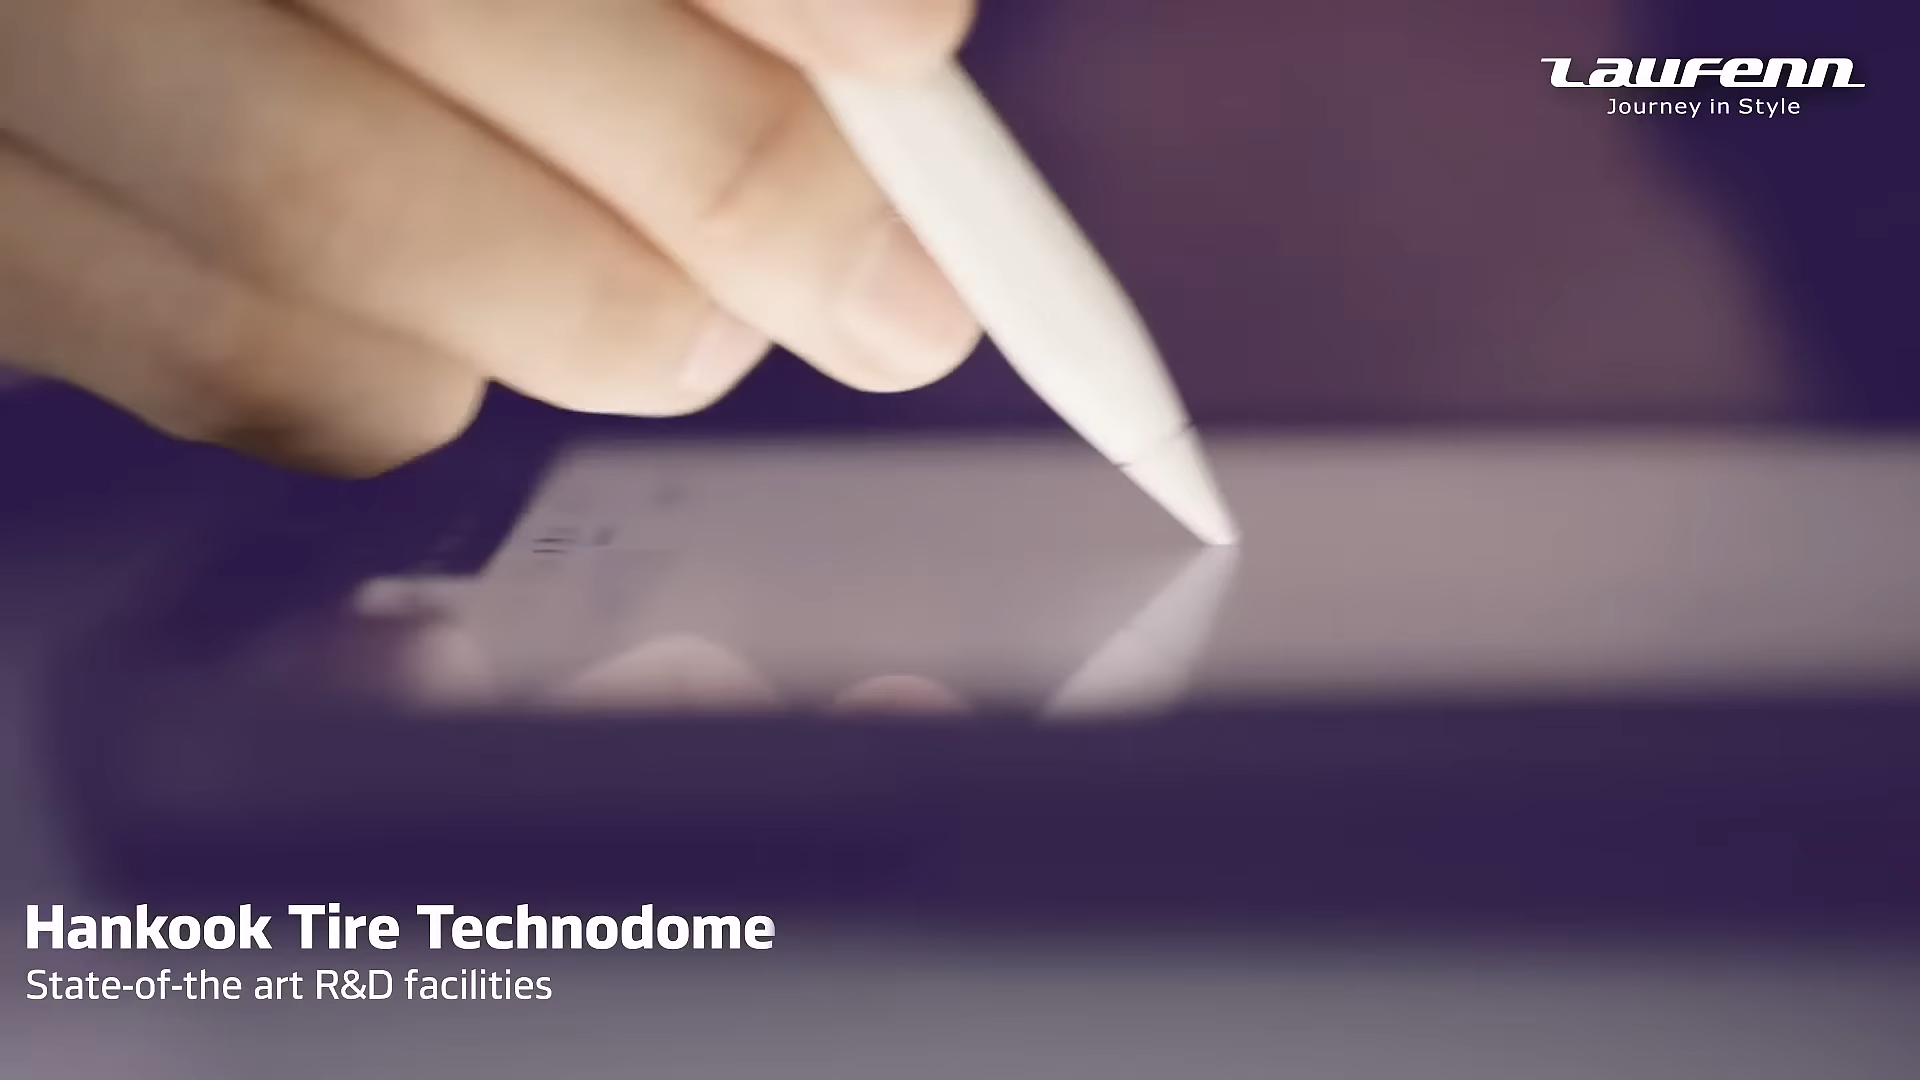 Laufenn
Journey in Style
Hankook Tire Technodome
State-of-the art R&D facilities